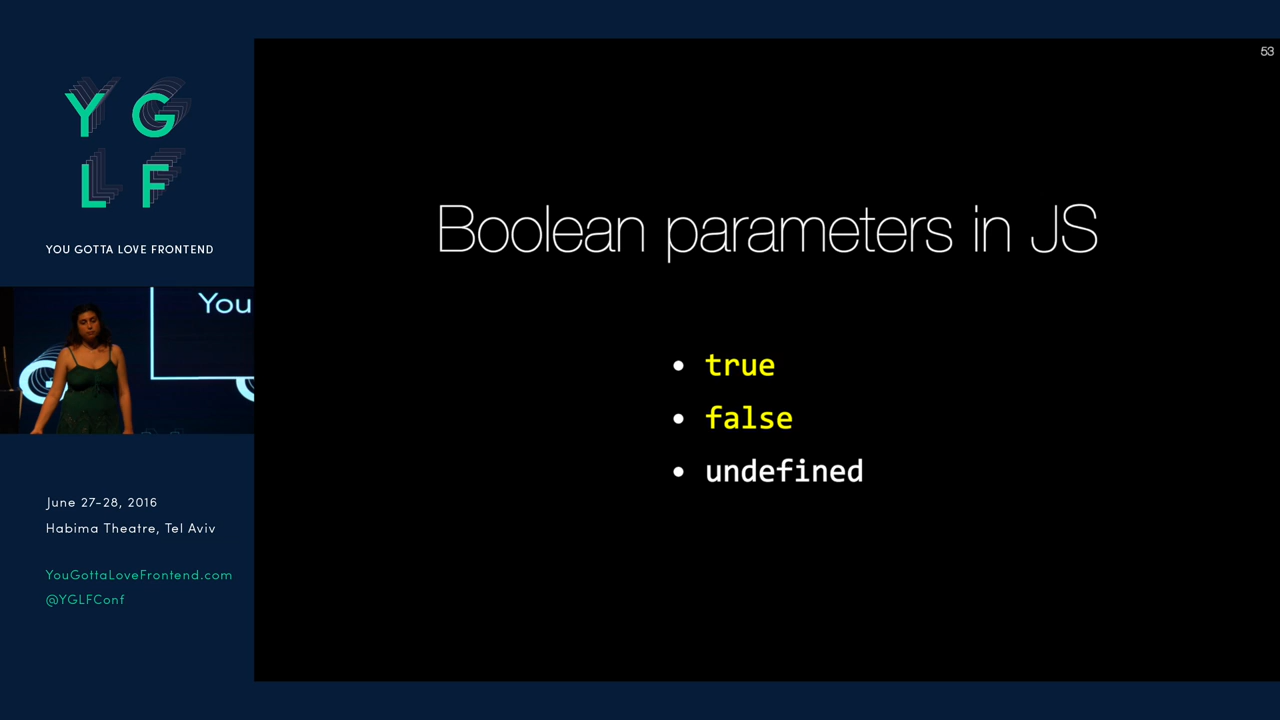 Y G
L F
YOU GOTTA LOVE FRONTEND
You
June 27-28, 2016
Habima Theatre, Tel Aviv
YouGottaLoveFrontend.com
@YGLFConf
53
Boolean parameters in JS
• true
• false
• undefined